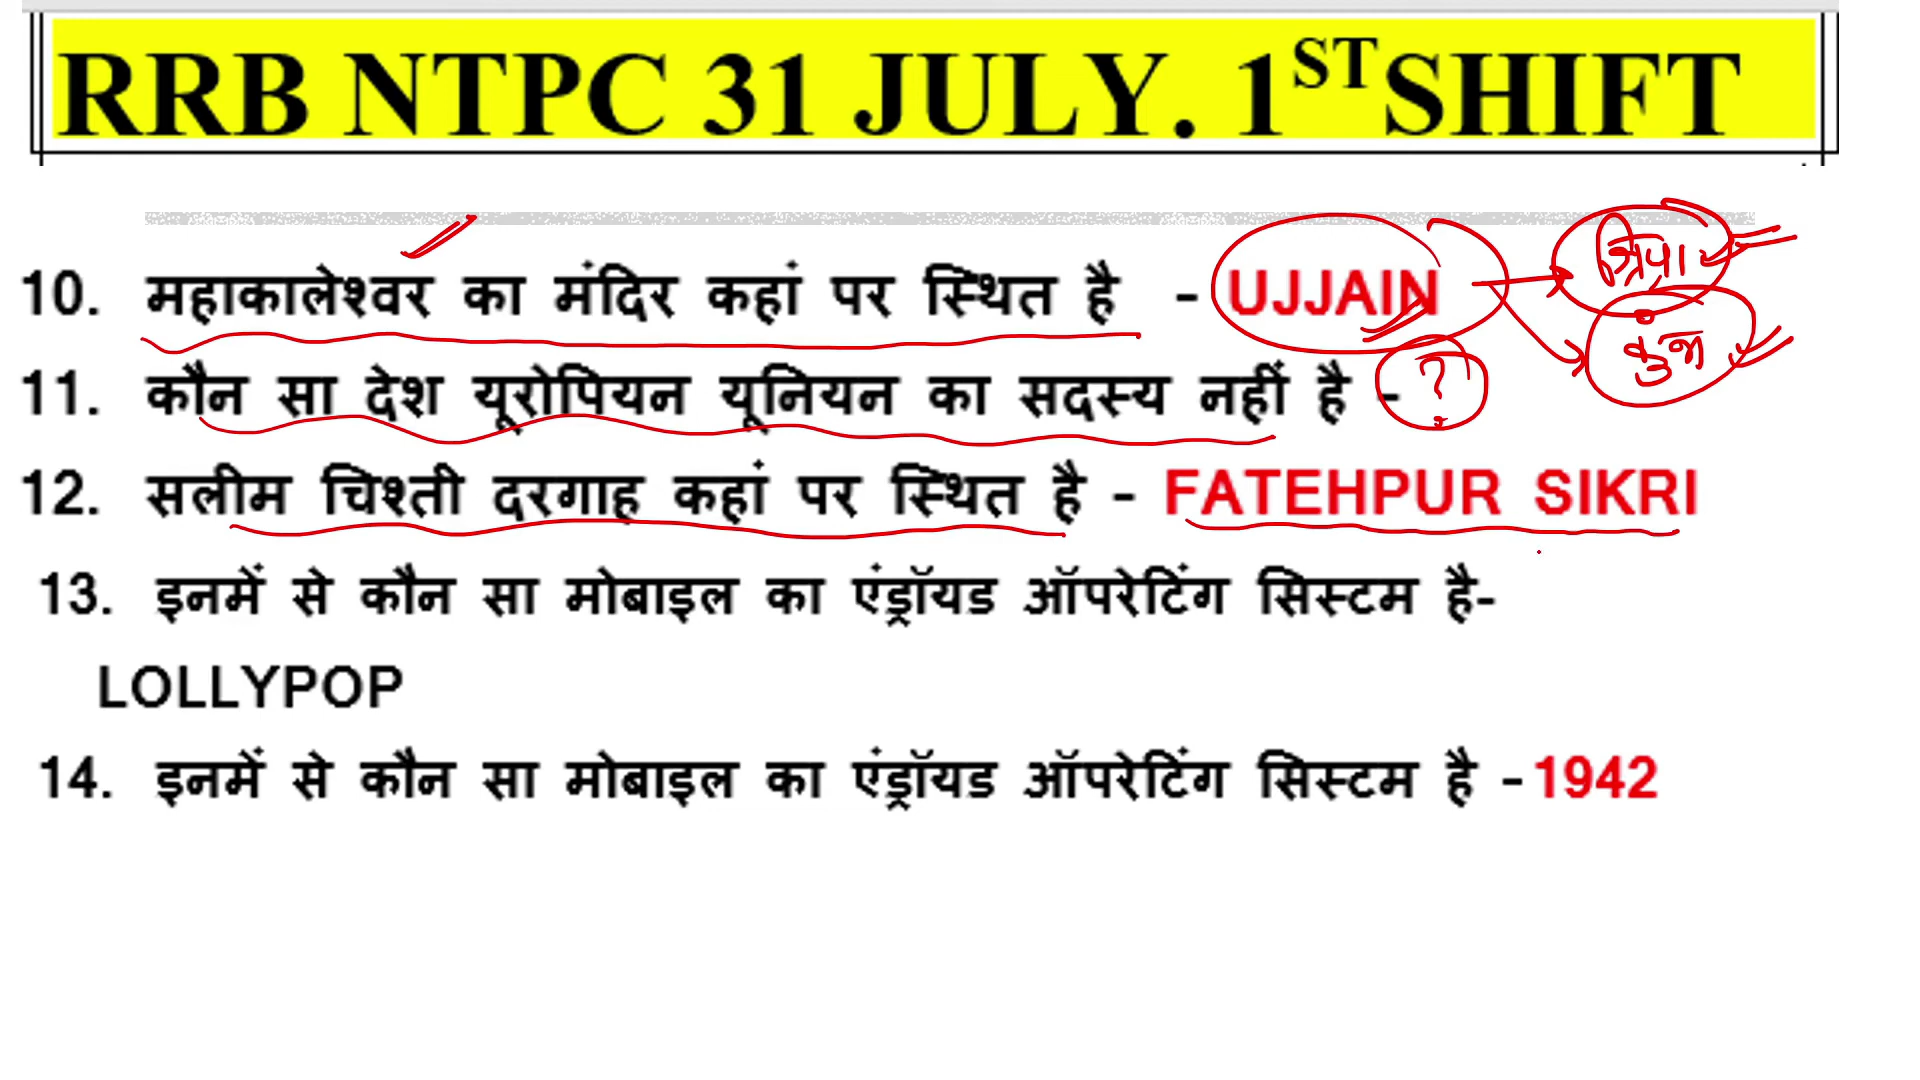 RRB NTPC 31 JULY. 1ST SHIFT
10. महाकालेश्वर का मंदिर कहां पर स्थित है - UJJAIN
क्षिप्रा
कुंभ
11. कौन सा देश यूरोपियन यूनियन का सदस्य नहीं है - ?
12. सलीम चिश्ती दरगाह कहां पर स्थित है - FATEHPUR SIKRI
13. इनमें से कौन सा मोबाइल का एंड्रॉयड ऑपरेटिंग सिस्टम है-
LOLLYPOP
14. इनमें से कौन सा मोबाइल का एंड्रॉयड ऑपरेटिंग सिस्टम है - 1942